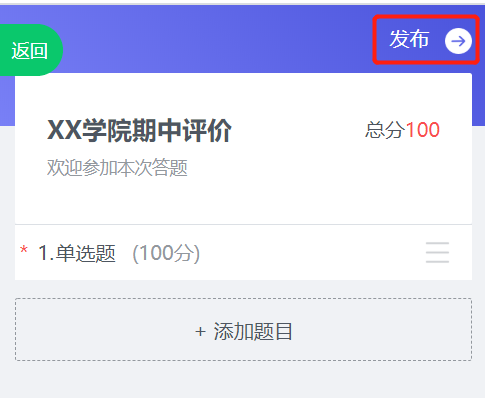 发布
返回
XX学院期中评价 总分100
欢迎参加本次答题
* 1.单选题 (100分)
+ 添加题目